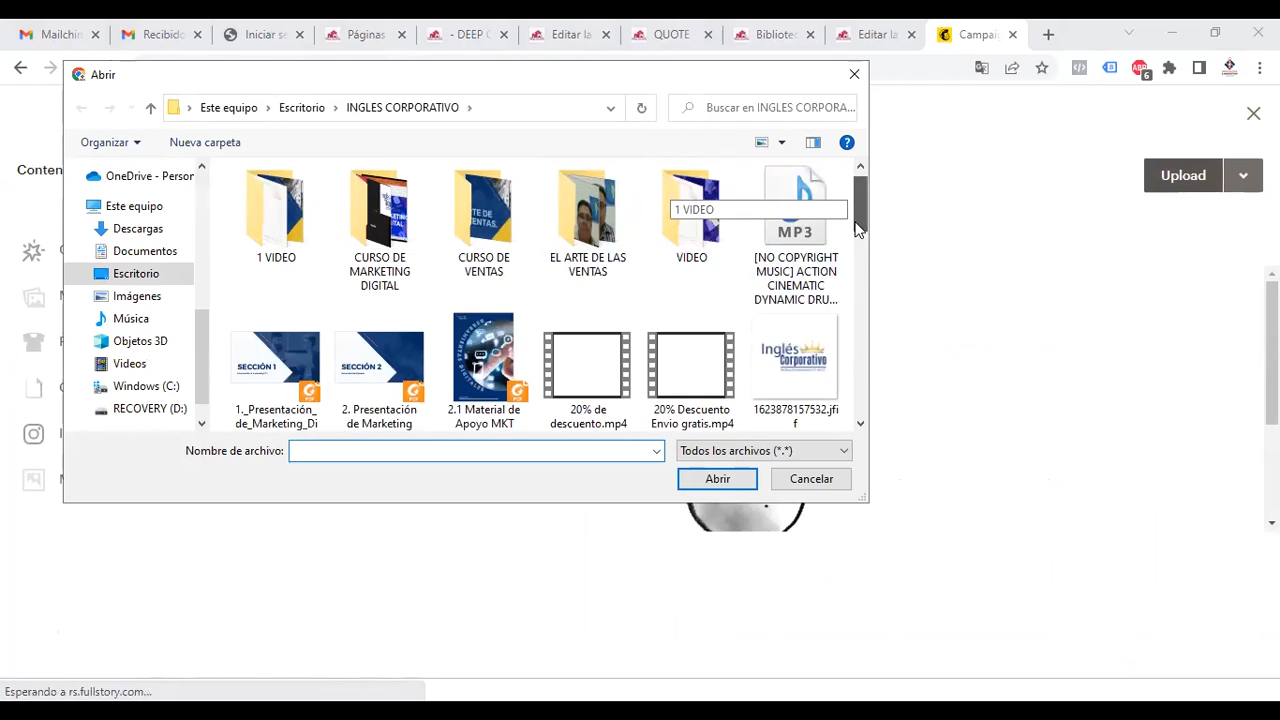 Mailchin
Recibido
Iniciar se
Páginas
- DEEP C
Editar la
QUOTE
Bibliotec
Editar la
Campai
6
Abrir
Este equipo
Escritorio
INGLES CORPORATIVO
Buscar en INGLES CORPORA...
Organizar
Nueva carpeta
Conten
Upload
OneDrive - Person
Este equipo
Descargas
Documentos
Escritorio
Imágenes
Música
Objetos 3D
Videos
Windows (C:)
RECOVERY (D:)
1 VIDEO
MP3
1 VIDEO
CURSO DE
MARKETING
DIGITAL
CURSO DE
VENTAS
EL ARTE DE LAS
VENTAS
VIDEO
[NO COPYRIGHT
MUSIC] ACTION
CINEMATIC
DYNAMIC DRU...
SECCIÓN 1
SECCIÓN 2
Inglés
Corporativo
1._Presentación_
de_Marketing_Di
2. Presentación
de Marketing
2.1 Material de
Apoyo MKT
20% de
descuento.mp4
20% Descuento
Envio gratis.mp4
1623878157532.jfi
f
Nombre de archivo:
Todos los archivos (*.*)
Abrir
Cancelar
Esperando a rs.fullstory.com...